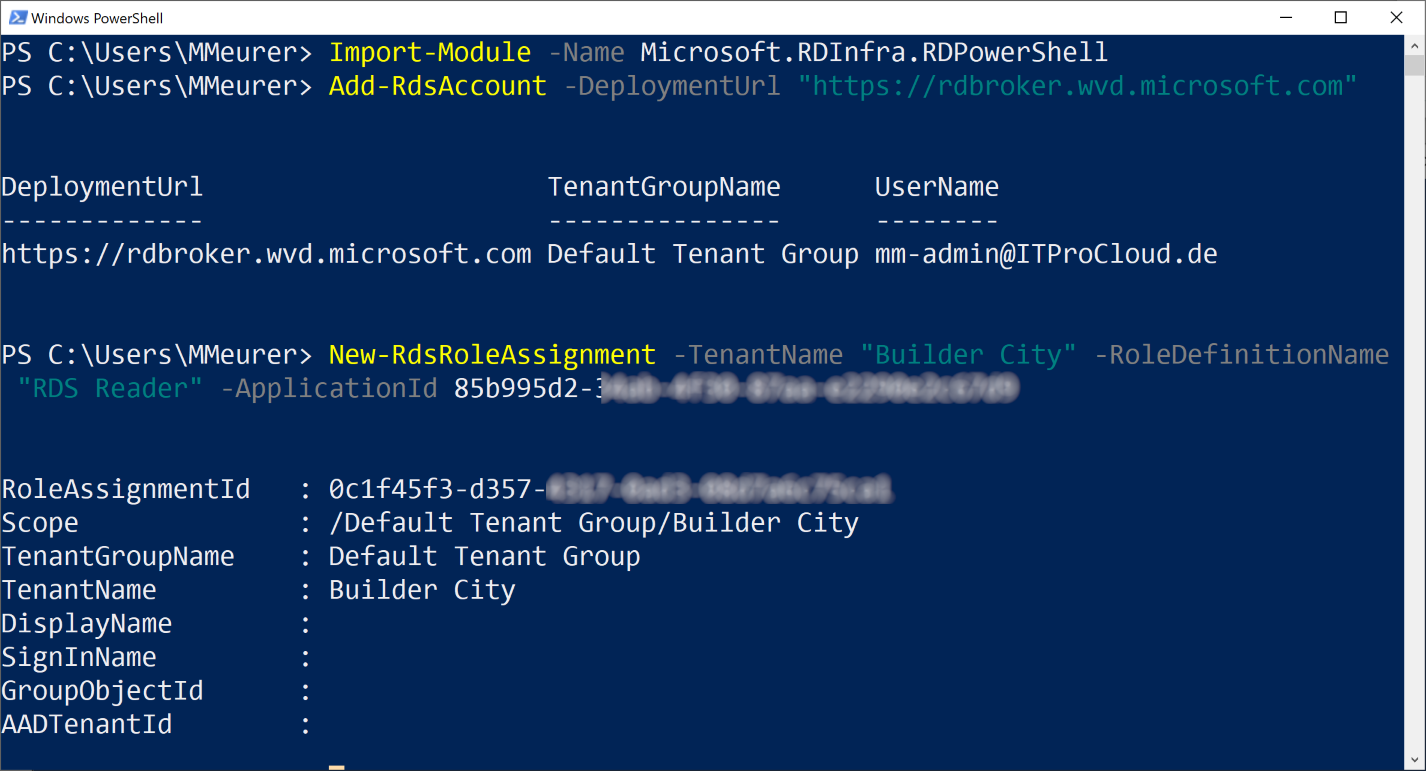 Windows PowerShell
PS C:\Users\MMeurer> Import-Module -Name Microsoft.RDInfra.RDPowerShell
PS C:\Users\MMeurer> Add-RdsAccount -DeploymentUrl "https://rdbroker.wvd.microsoft.com"
DeploymentUrl TenantGroupName UserName
------------- --------------- --------
https://rdbroker.wvd.microsoft.com Default Tenant Group mm-admin@ITProCloud.de
PS C:\Users\MMeurer> New-RdsRoleAssignment -TenantName "Builder City" -RoleDefinitionName
"RDS Reader" -ApplicationId 85b995d2-
RoleAssignmentId : 0c1f45f3-d357-
Scope : /Default Tenant Group/Builder City
TenantGroupName : Default Tenant Group
TenantName : Builder City
DisplayName :
SignInName :
GroupObjectId :
AADTenantId :